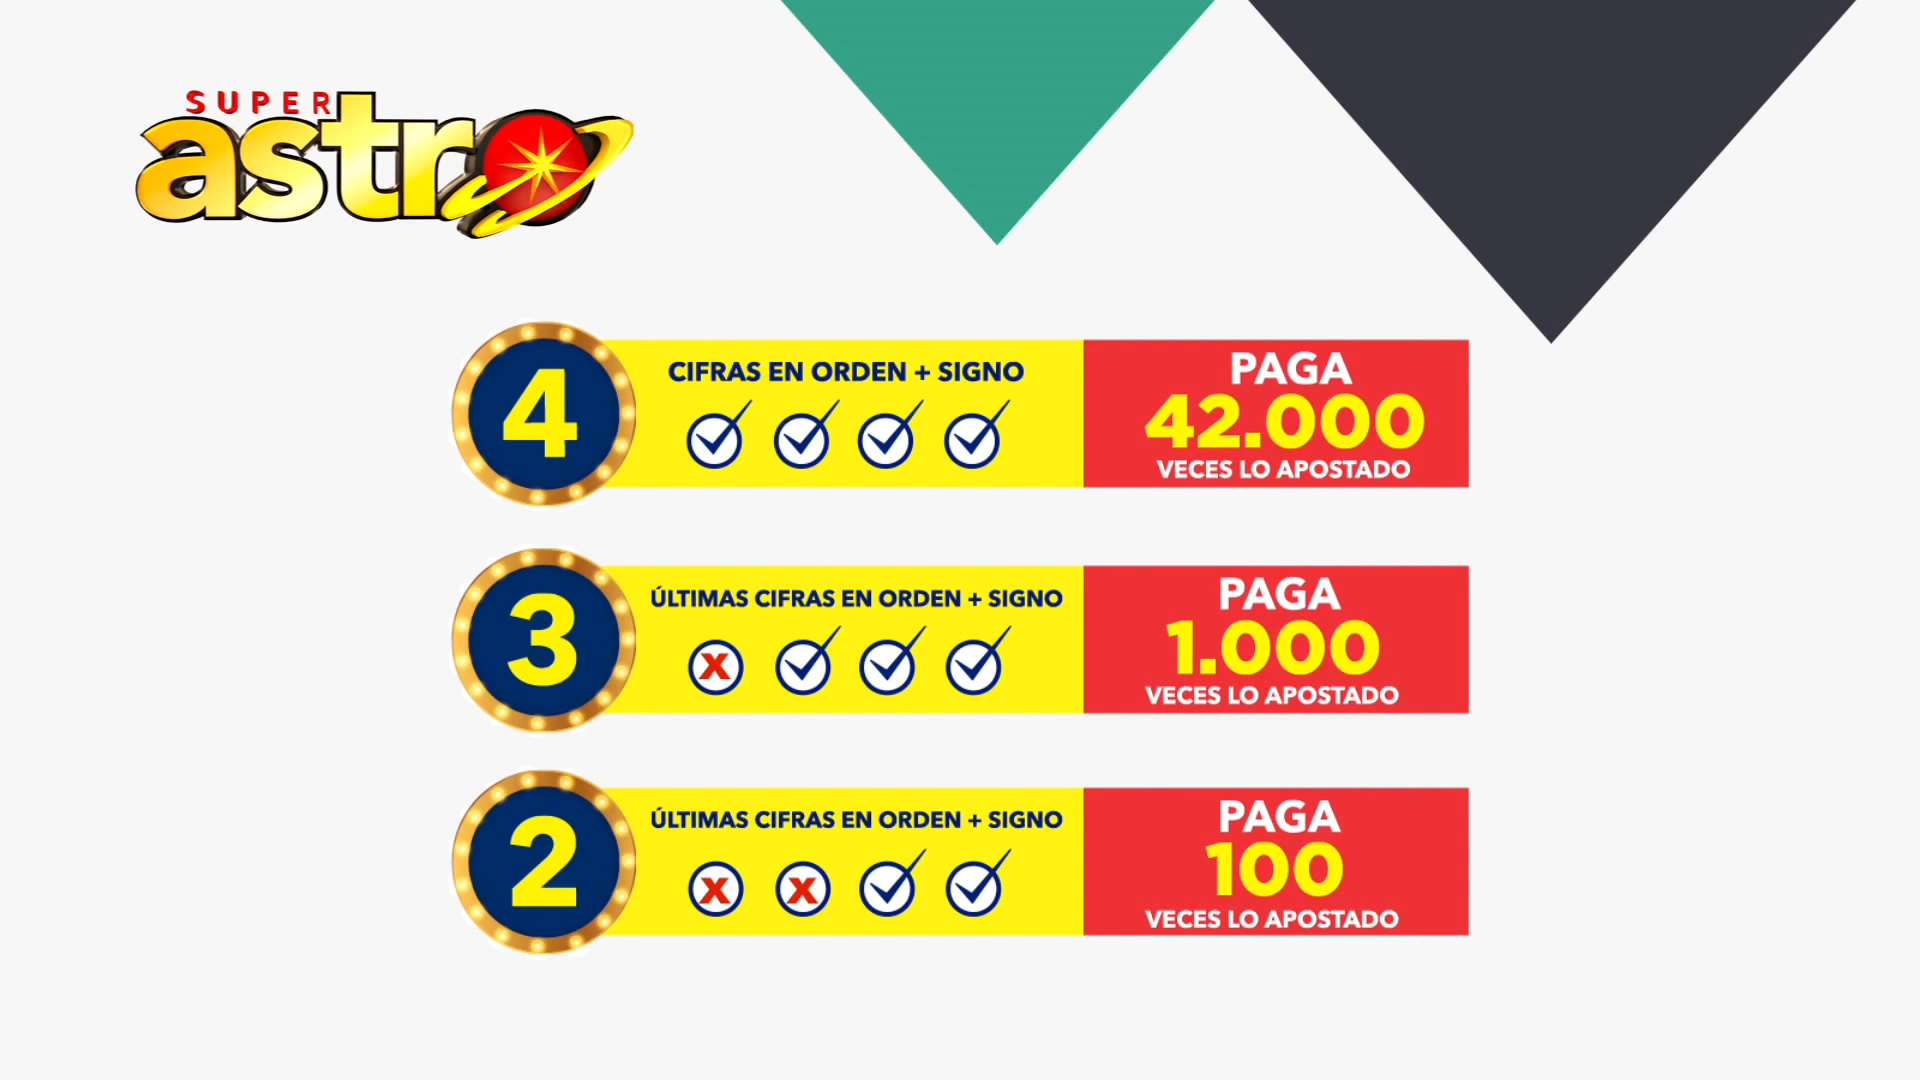 SUPER
astro
4
CIFRAS EN ORDEN + SIGNO
PAGA
42.000
VECES LO APOSTADO
3
ÚLTIMAS CIFRAS EN ORDEN + SIGNO
X
PAGA
1.000
VECES LO APOSTADO
2
ÚLTIMAS CIFRAS EN ORDEN + SIGNO
X X
PAGA
100
VECES LO APOSTADO